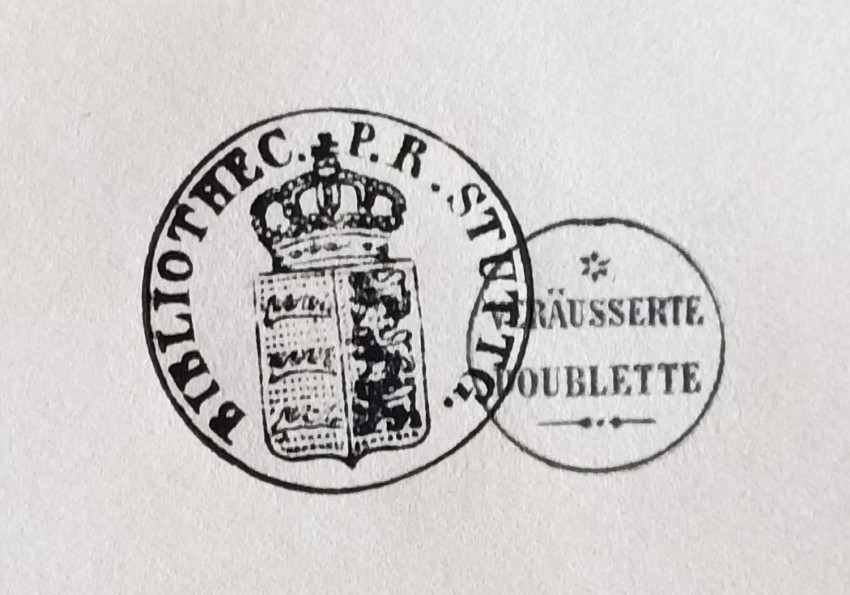 BIBLIOTHEC. P. R. STUTTG.
VERÄUSSERTE
DOUBLETTE